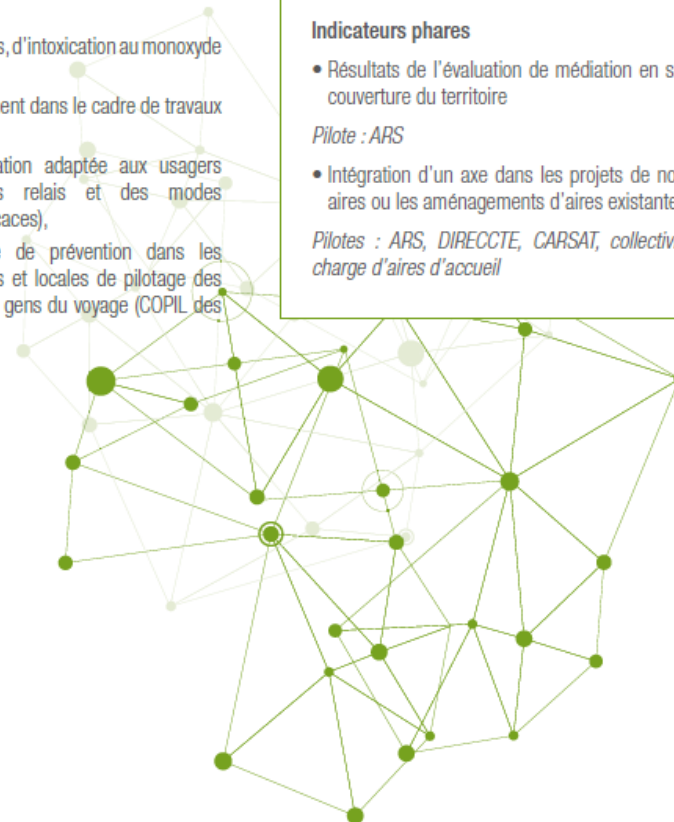 s, d'intoxication au monoxyde
ent dans le cadre de travaux
ation adaptée aux usagers
s relais et des modes
caces),
e de prévention dans les
s et locales de pilotage des
gens du voyage (COPIL des
Indicateurs phares
• Résultats de l'évaluation de médiation en s
couverture du territoire
Pilote : ARS
• Intégration d'un axe dans les projets de no
aires ou les aménagements d'aires existante
Pilotes : ARS, DIRECCTE, CARSAT, collectiv
charge d'aires d'accueil